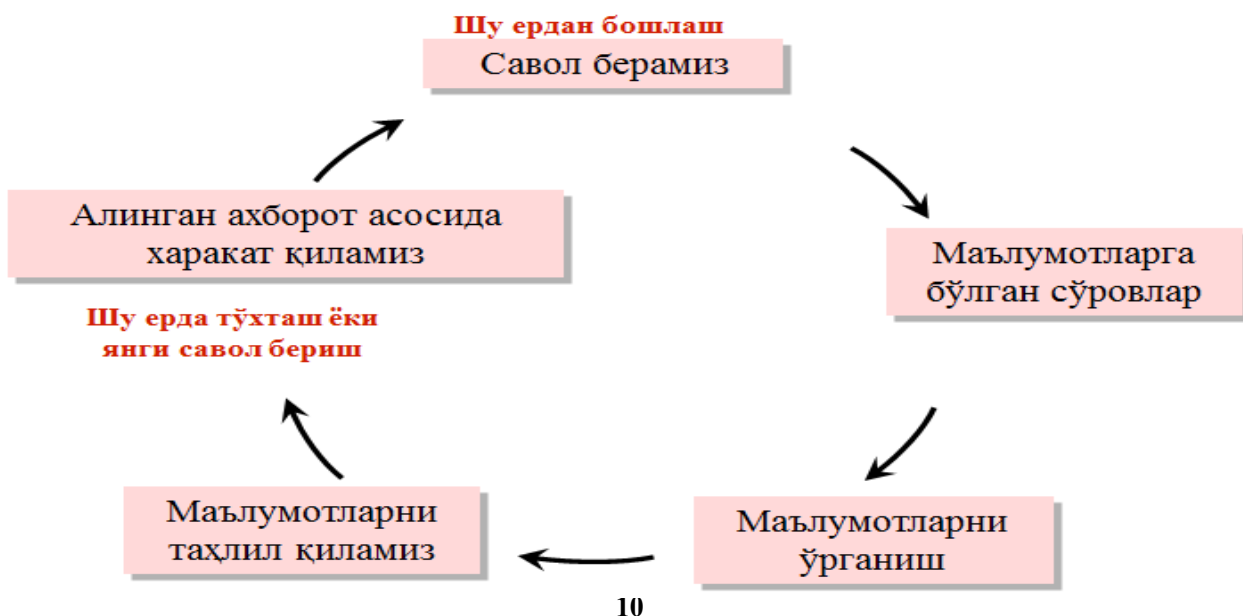 Шу ердан бошлаш
Савол берамиз
Маълумотларга
бўлган сўровлар
Маълумотларни
ўрганиш
Маълумотларни
таҳлил қиламиз
Алинган ахборот асосида
харакат қиламиз
Шу ерда тўхташ ёки
янги савол бериш
10